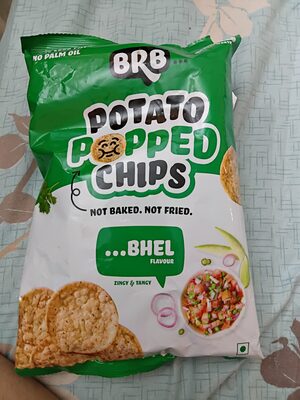 NO PALM OIL
BRB
POTATO
POPPED
CHIPS
NOT BAKED. NOT FRIED.
...BHEL
FLAVOUR
ZINGY & TANGY